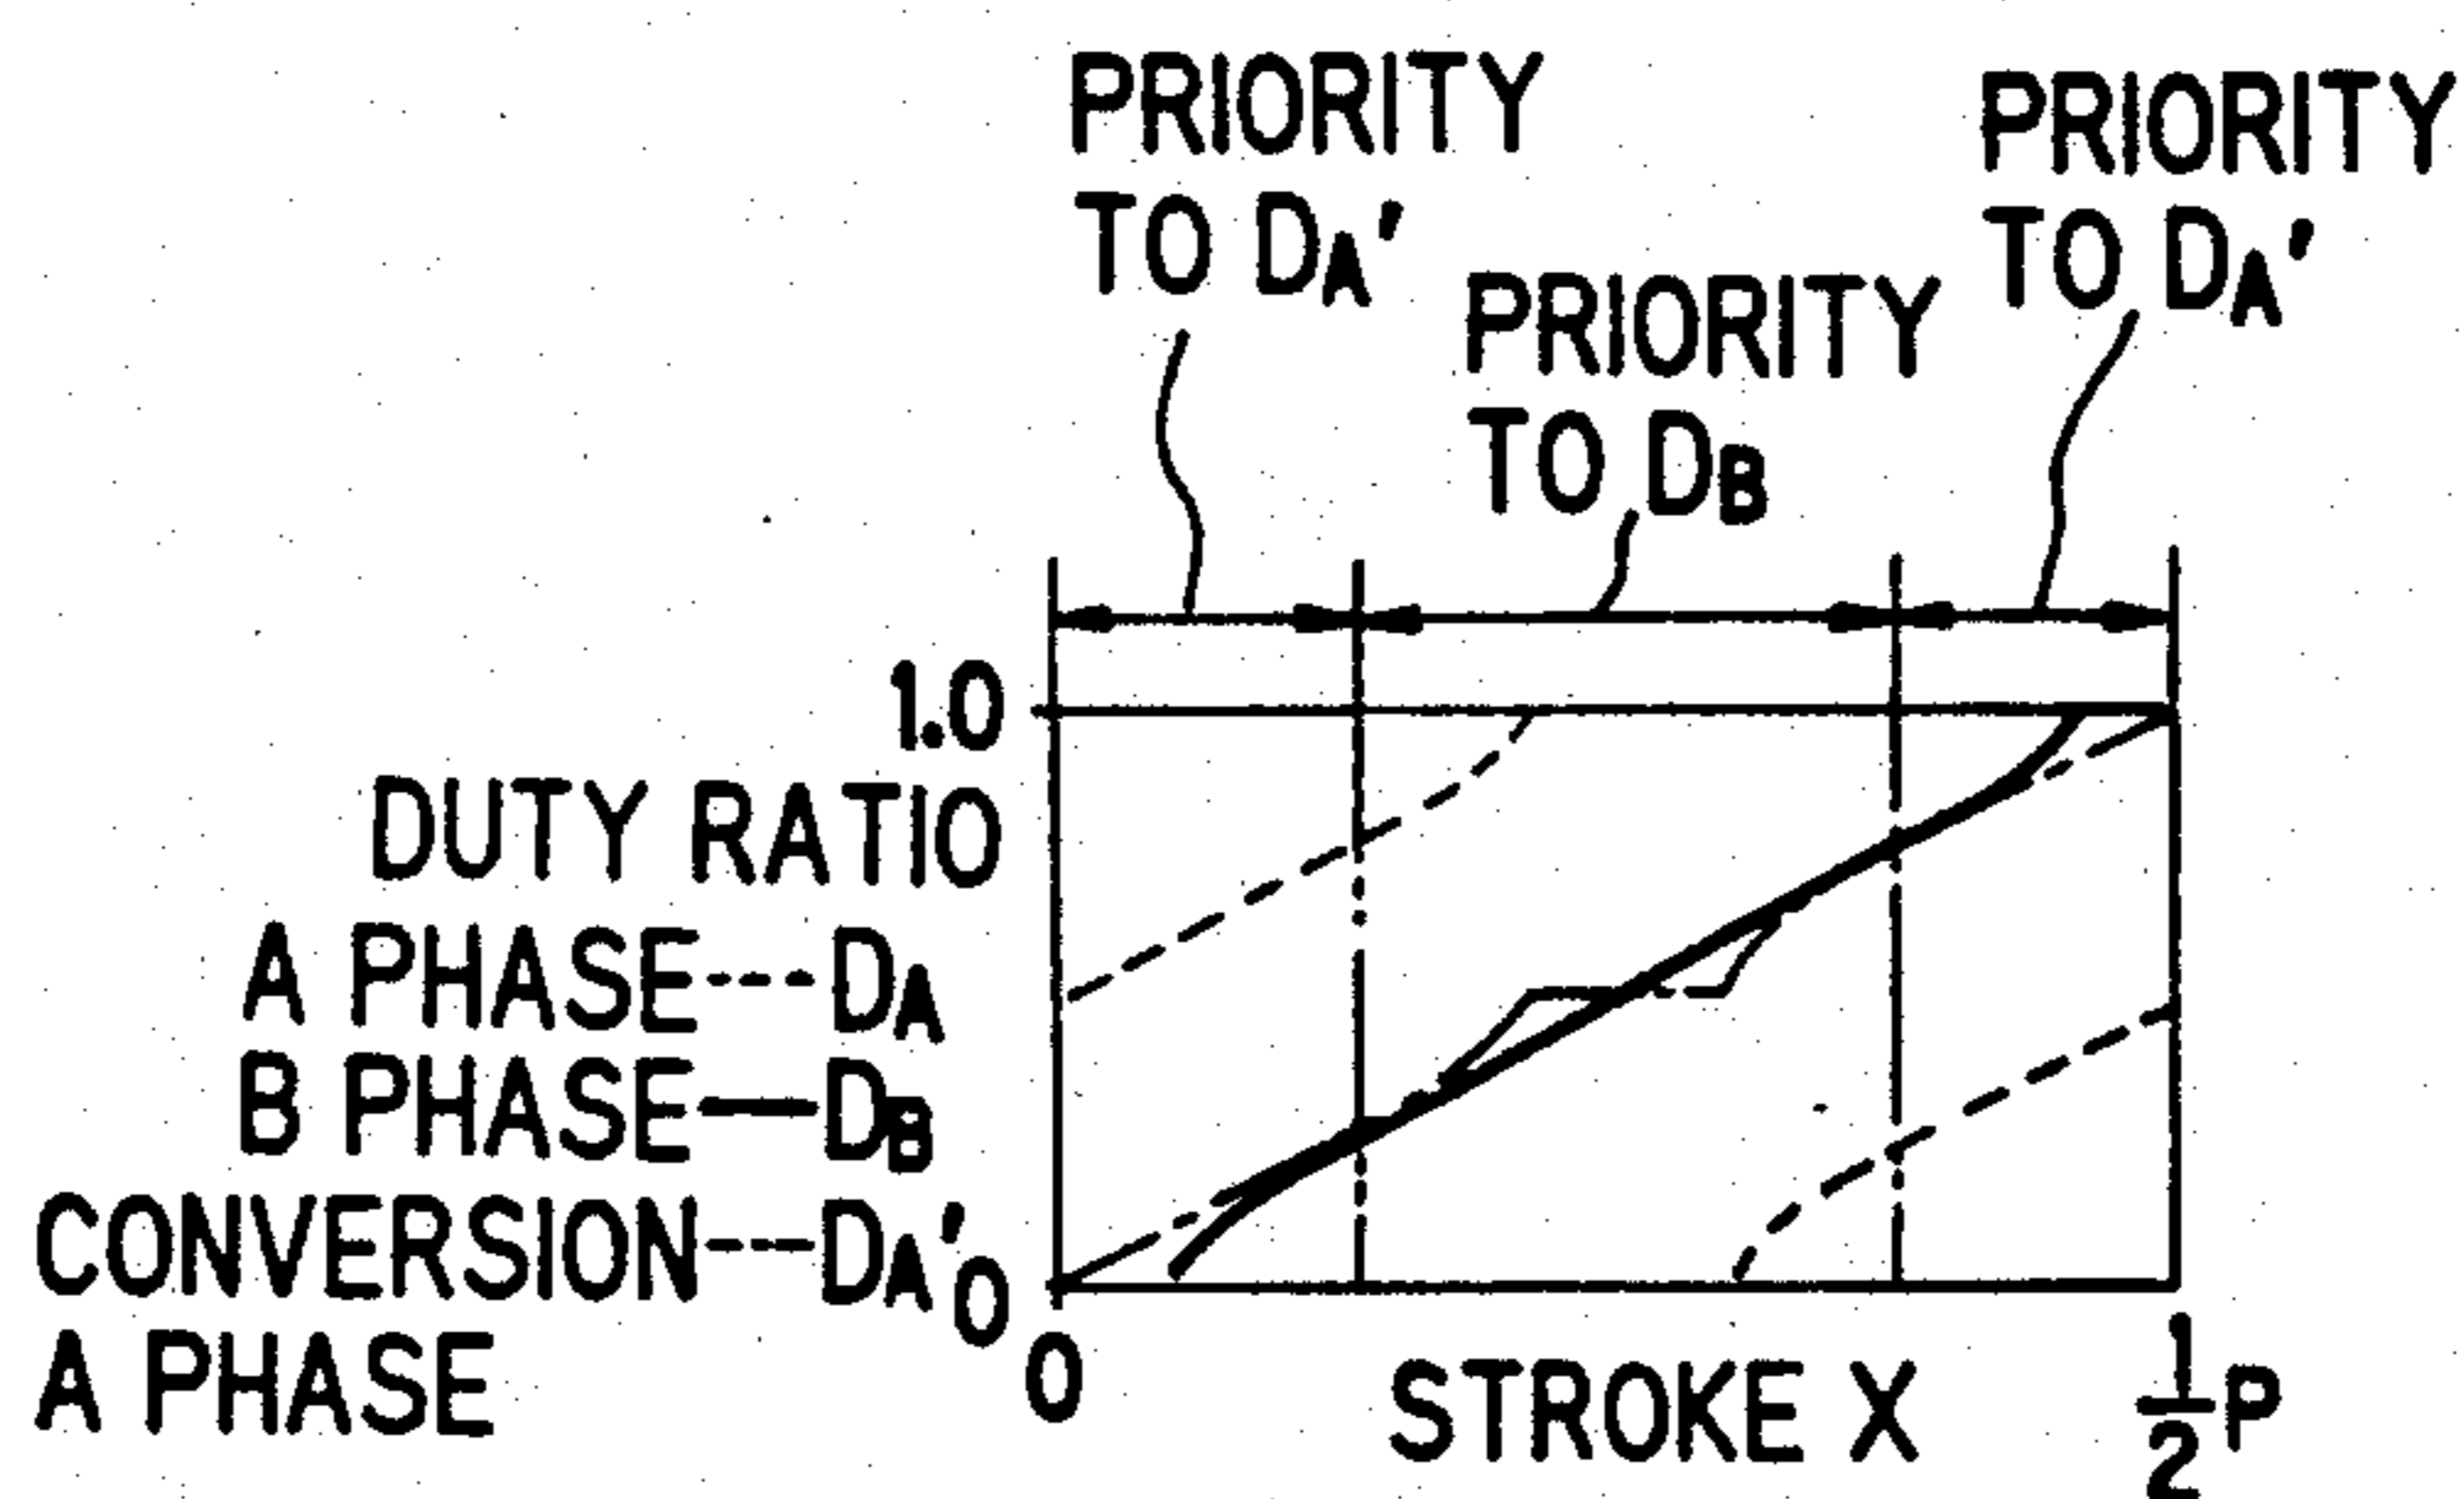 PRIORITY
TO DA'
PRIORITY
TO DB
PRIORITY
TO DA'
1.0
DUTY RATIO
A PHASE---DA
B PHASE—DB
CONVERSION---DA'
A PHASE
0
0
STROKE X
1/2 P